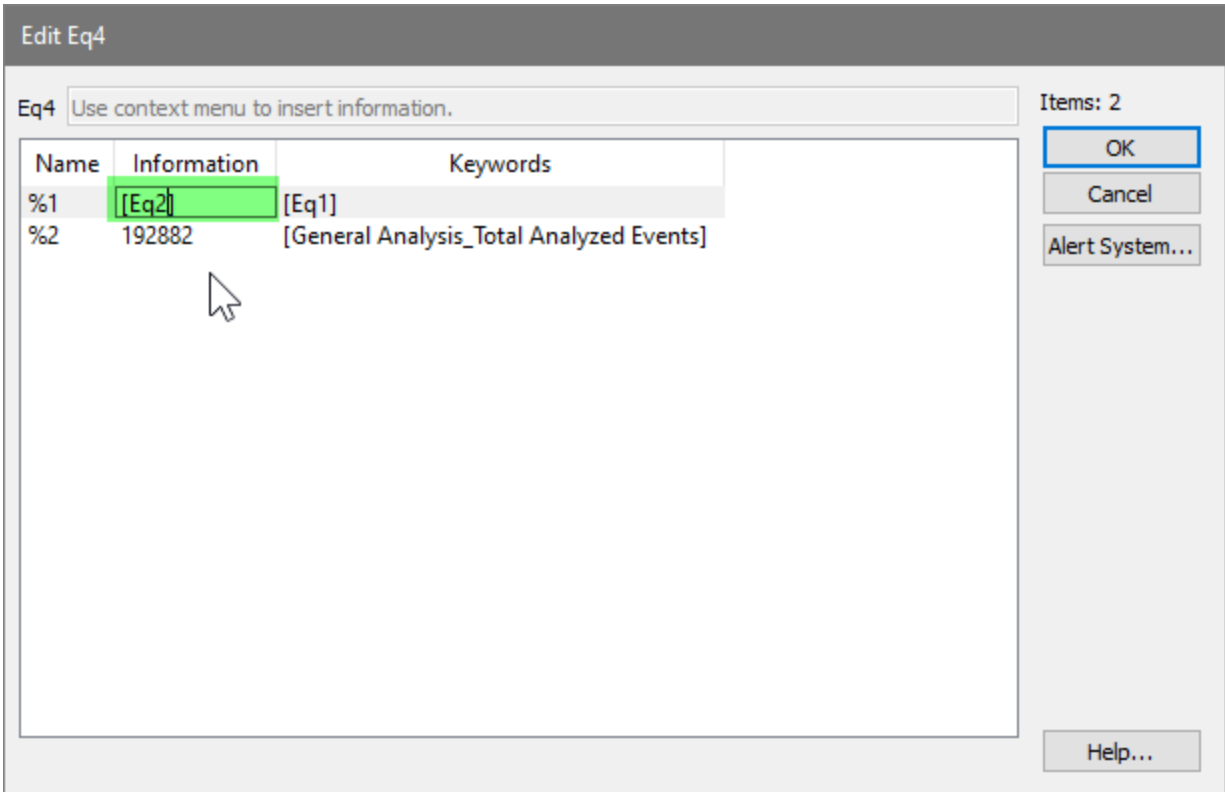 Edit Eq4
Eq4 Use context menu to insert information.
Items: 2
Name Information Keywords
%1 [Eq2] [Eq1]
%2 192882 [General Analysis_Total Analyzed Events]
OK
Cancel
Alert System...
Help...